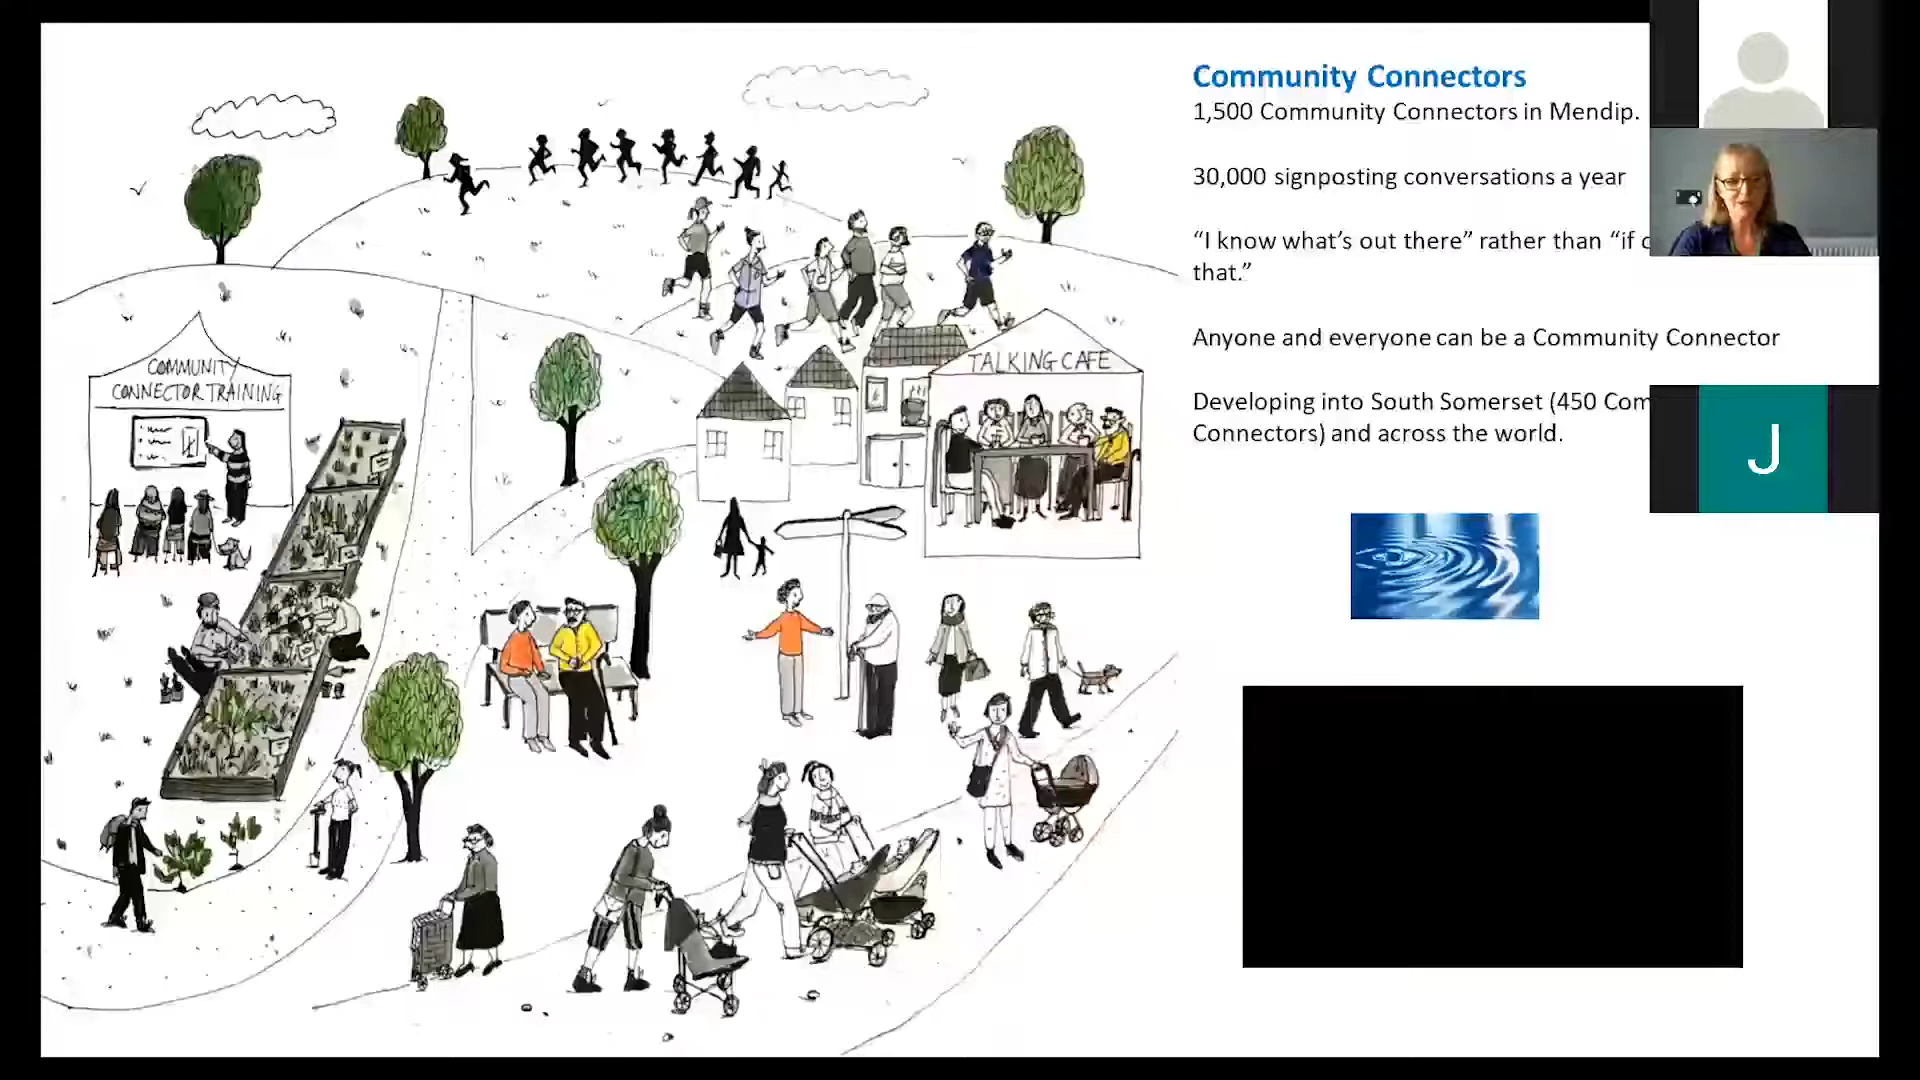 Community Connectors
1,500 Community Connectors in Mendip.
30,000 signposting conversations a year
“I know what’s out there” rather than “if
that.”
Anyone and everyone can be a Community Connector
Developing into South Somerset (450
Connectors) and across the world.
COMMUNITY
CONNECTOR TRAINING
TALKING CAFE
J